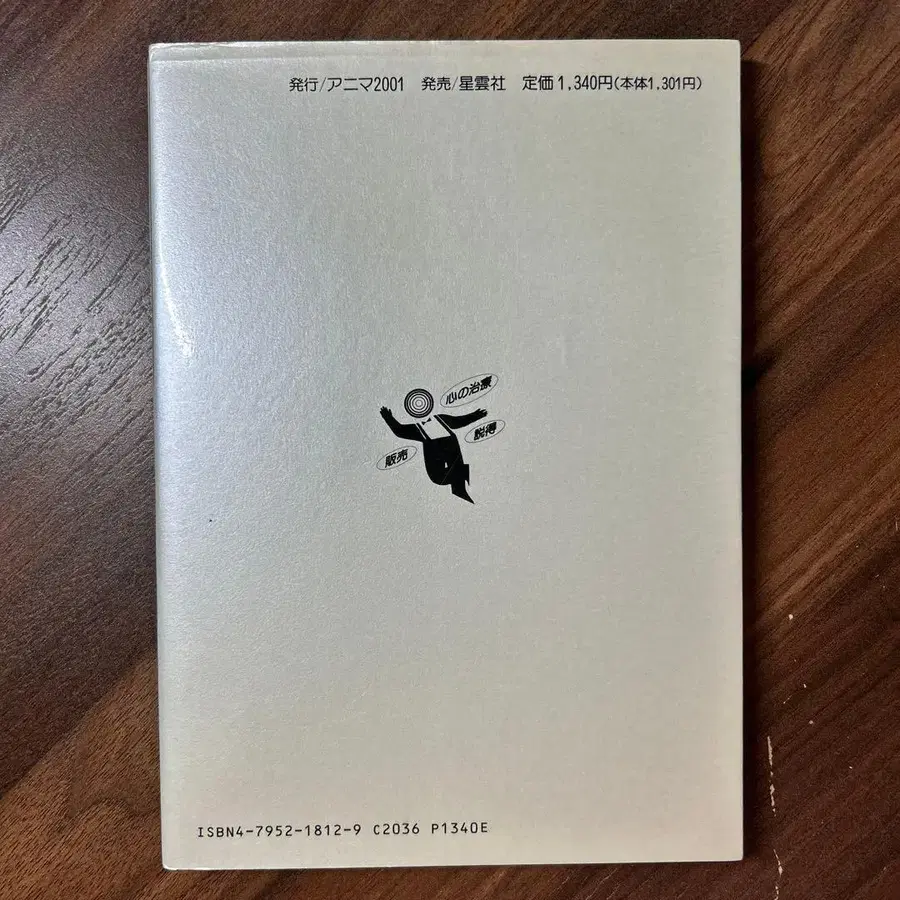 発行/アニマ2001 発売/星雲社 定価1,340円(本体1,301円)
心の治療
説得
販売
ISBN4-7952-1812-9 C2036 P1340E